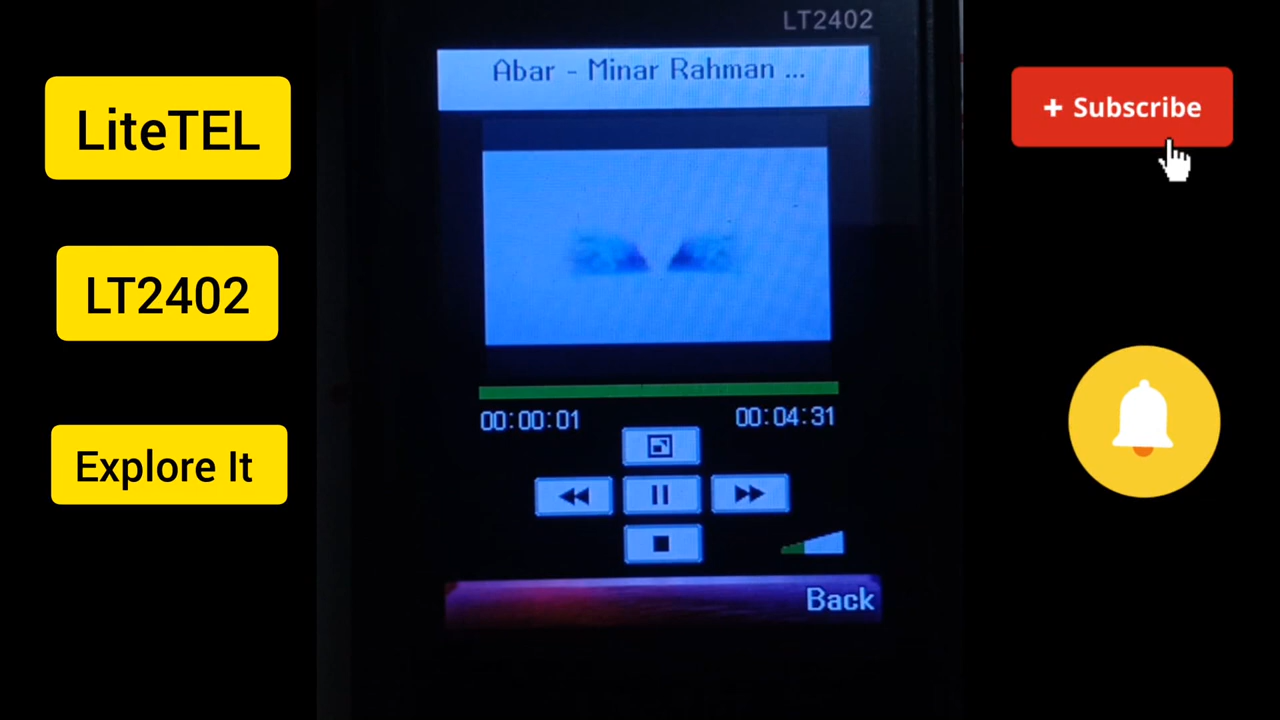 LT2402
LiteTEL
Abar - Minar Rahman ...
+ Subscribe
LT2402
00:00:01
00:04:31
Explore It
Back